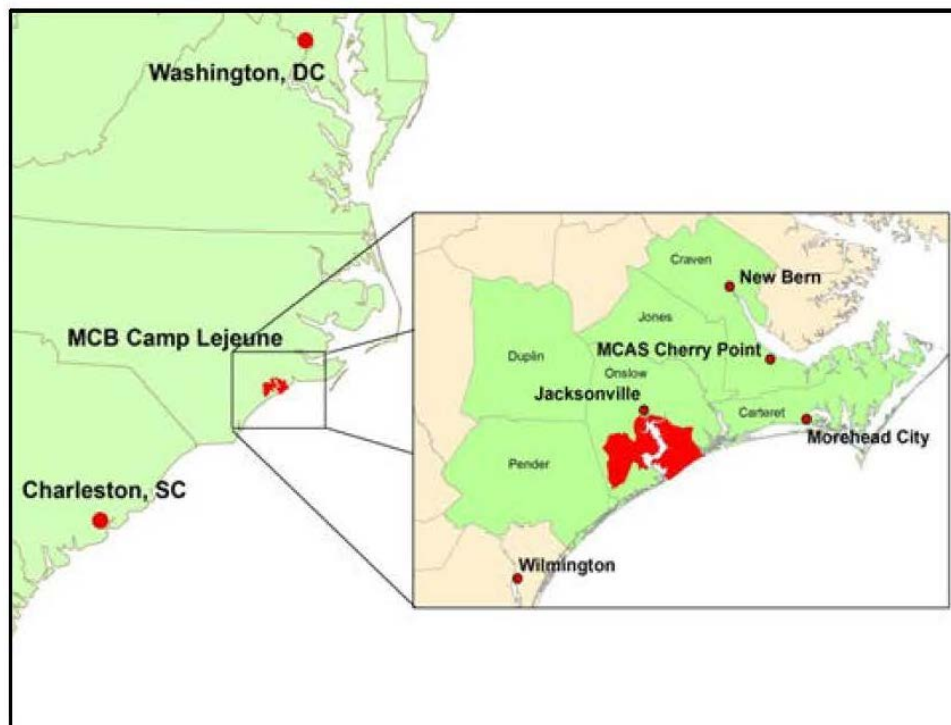 Washington, DC
MCB Camp Lejeune
Charleston, SC
Craven
New Bern
Jones
Duplin
MCAS Cherry Point
Onslow
Jacksonville
Carteret
Morehead City
Pender
Wilmington